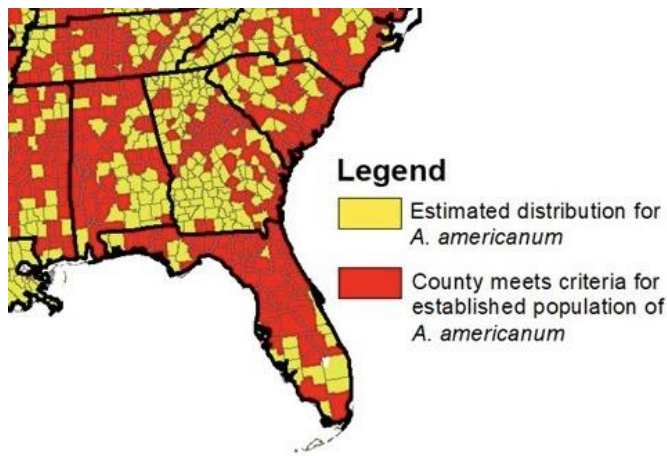 Legend
Estimated distribution for
A. americanum
County meets criteria for
established population of
A. americanum